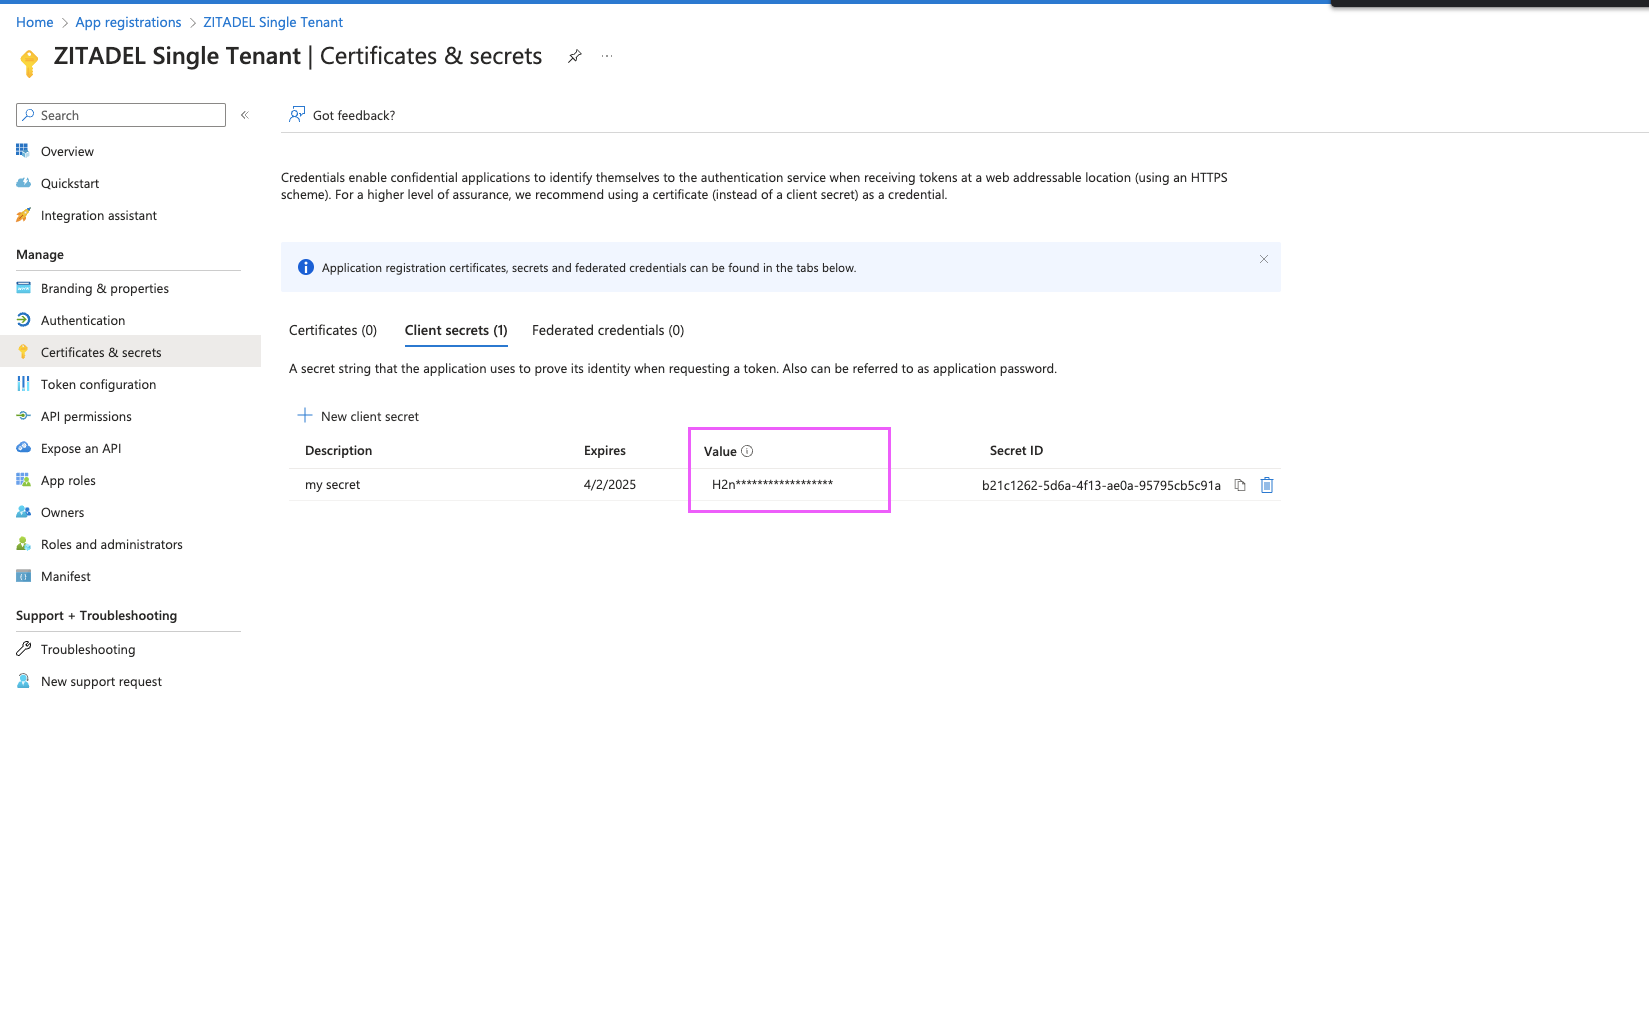 Home > App registrations > ZITADEL Single Tenant
ZITADEL Single Tenant | Certificates & secrets
Search
Overview
Quickstart
Integration assistant
Manage
Branding & properties
Authentication
Certificates & secrets
Token configuration
API permissions
Expose an API
App roles
Owners
Roles and administrators
Manifest
Support + Troubleshooting
Troubleshooting
New support request
Got feedback?
Credentials enable confidential applications to identify themselves to the authentication service when receiving tokens at a web addressable location (using an HTTPS
scheme). For a higher level of assurance, we recommend using a certificate (instead of a client secret) as a credential.
Application registration certificates, secrets and federated credentials can be found in the tabs below.
Certificates (0) Client secrets (1) Federated credentials (0)
A secret string that the application uses to prove its identity when requesting a token. Also can be referred to as application password.
New client secret
Description Expires Value Secret ID
my secret 4/2/2025 H2n****************** b21c1262-5d6a-4f13-ae0a-95795cb5c91a